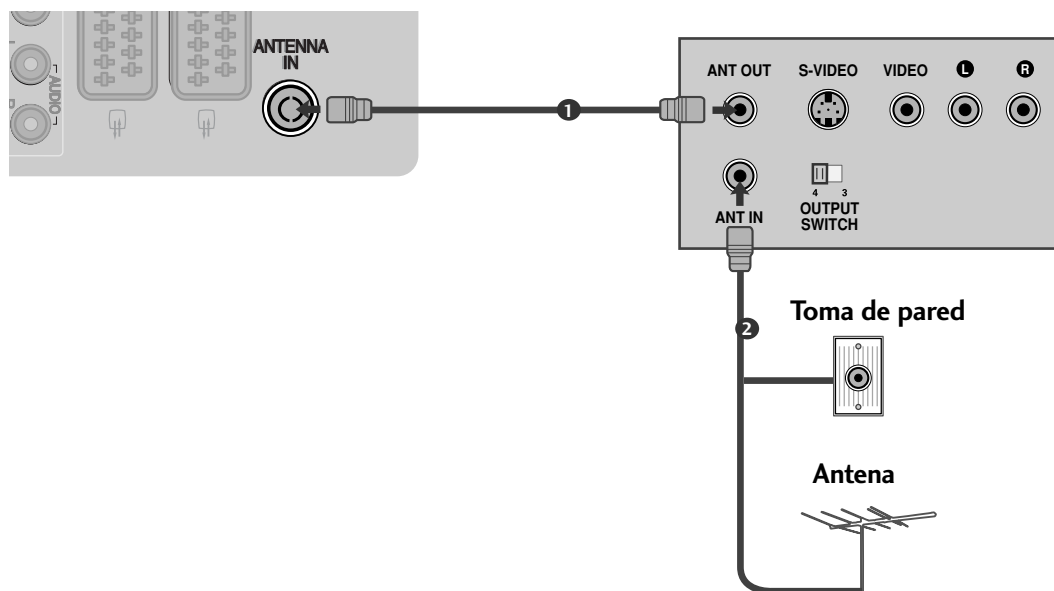 ANTENNA
IN
AUDIO
R
1
ANT OUT
S-VIDEO
VIDEO
L
R
ANT IN
4 3
OUTPUT
SWITCH
2
Toma de pared
Antena